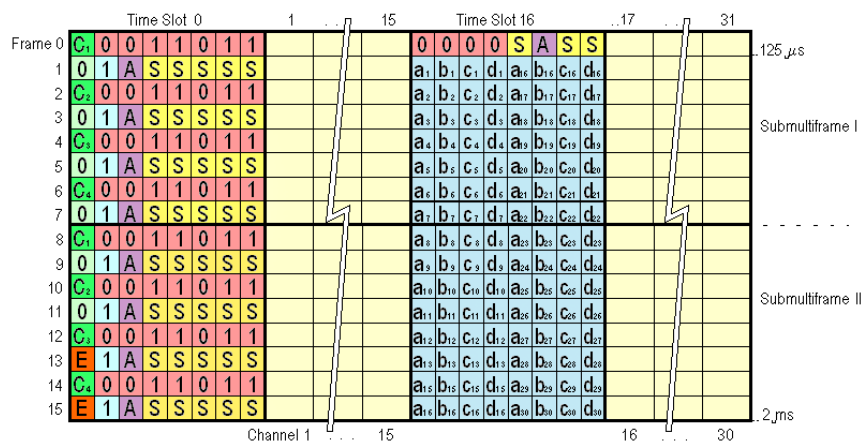 Time Slot 0 1 . . . 15 Time Slot 16 ..17 . . . 31
Frame 0 C₁ 0 0 1 1 0 1 1 0 0 0 0 S A S S ..125 µs
1 0 1 A S S S S S a₁ b₁ c₁ d₁ a₁₆ b₁₆ c₁₆ d₁₆
2 C₂ 0 0 1 1 0 1 1 a₂ b₂ c₂ d₂ a₁₇ b₁₇ c₁₇ d₁₇
3 0 1 A S S S S S a₃ b₃ c₃ d₃ a₁₈ b₁₈ c₁₈ d₁₈
Submultiframe I
4 C₃ 0 0 1 1 0 1 1 a₄ b₄ c₄ d₄ a₁₉ b₁₉ c₁₉ d₁₉
5 0 1 A S S S S S a₅ b₅ c₅ d₅ a₂₀ b₂₀ c₂₀ d₂₀
6 C₄ 0 0 1 1 0 1 1 a₆ b₆ c₆ d₆ a₂₁ b₂₁ c₂₁ d₂₁
7 0 1 A S S S S S a₇ b₇ c₇ d₇ a₂₂ b₂₂ c₂₂ d₂₂
8 C₁ 0 0 1 1 0 1 1 a₈ b₈ c₈ d₈ a₂₃ b₂₃ c₂₃ d₂₃
9 0 1 A S S S S S a₉ b₉ c₉ d₉ a₂₄ b₂₄ c₂₄ d₂₄
10 C₂ 0 0 1 1 0 1 1 a₁₀ b₁₀ c₁₀ d₁₀ a₂₅ b₂₅ c₂₅ d₂₅
Submultiframe II
11 0 1 A S S S S S a₁₁ b₁₁ c₁₁ d₁₁ a₂₆ b₂₆ c₂₆ d₂₆
12 C₃ 0 0 1 1 0 1 1 a₁₂ b₁₂ c₁₂ d₁₂ a₂₇ b₂₇ c₂₇ d₂₇
13 E 1 A S S S S S a₁₃ b₁₃ c₁₃ d₁₃ a₂₈ b₂₈ c₂₈ d₂₈
14 C₄ 0 0 1 1 0 1 1 a₁₅ b₁₅ c₁₅ d₁₅ a₂₉ b₂₉ c₂₉ d₂₉
15 E 1 A S S S S S a₁₆ b₁₆ c₁₆ d₁₆ a₃₀ b₃₀ c₃₀ d₃₀ ..2 ms
Channel 1 . . . 15 16 . . . 30